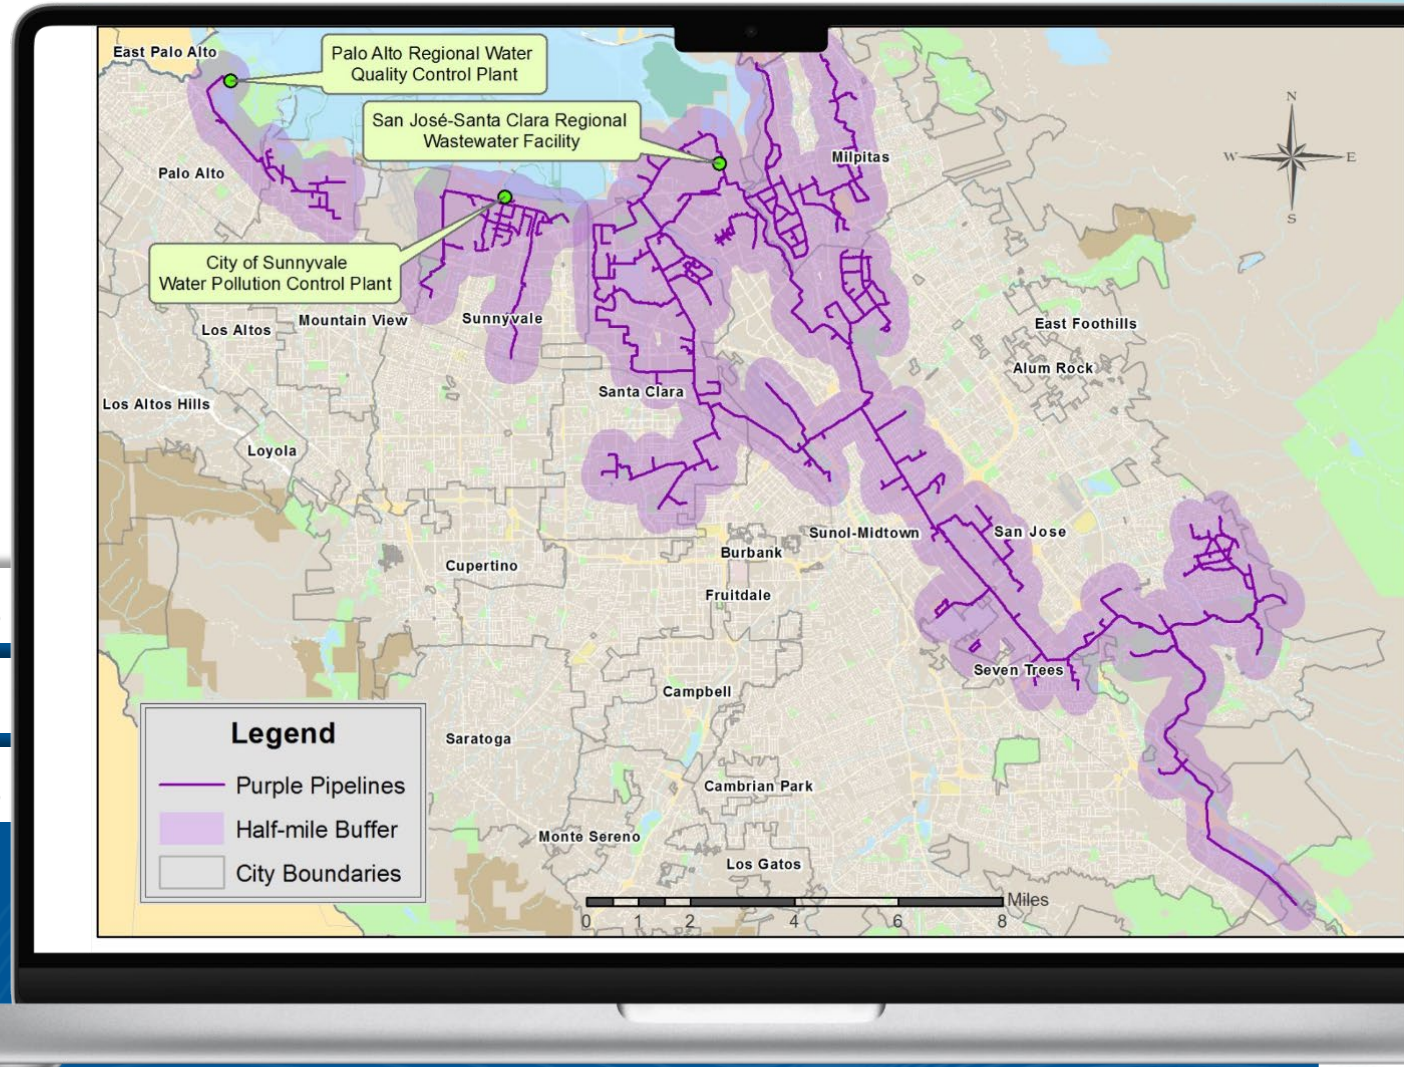 East Palo Alto
Palo Alto Regional Water
Quality Control Plant
San José-Santa Clara Regional
Wastewater Facility
Milpitas
Palo Alto
City of Sunnyvale
Water Pollution Control Plant
N
W
E
S
Los Altos
Mountain View
Sunnyvale
East Foothills
Alum Rock
Santa Clara
Los Altos Hills
Loyola
Sunol-Midtown
San Jose
Burbank
Cupertino
Fruitdale
Seven Trees
Campbell
Saratoga
Cambrian Park
Monte Sereno
Los Gatos
Legend
Purple Pipelines
Half-mile Buffer
City Boundaries
Miles
0 1 2 4 6 8